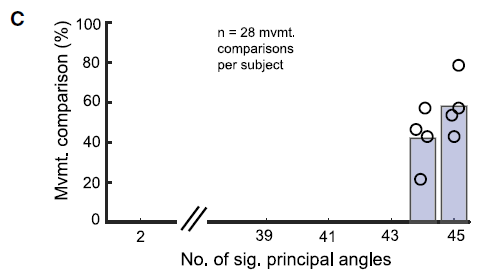 C
Mvmt. comparison (%)
100
80
60
40
20
0
n = 28 mvmt.
comparisons
per subject
2 39 41 43 45
No. of sig. principal angles